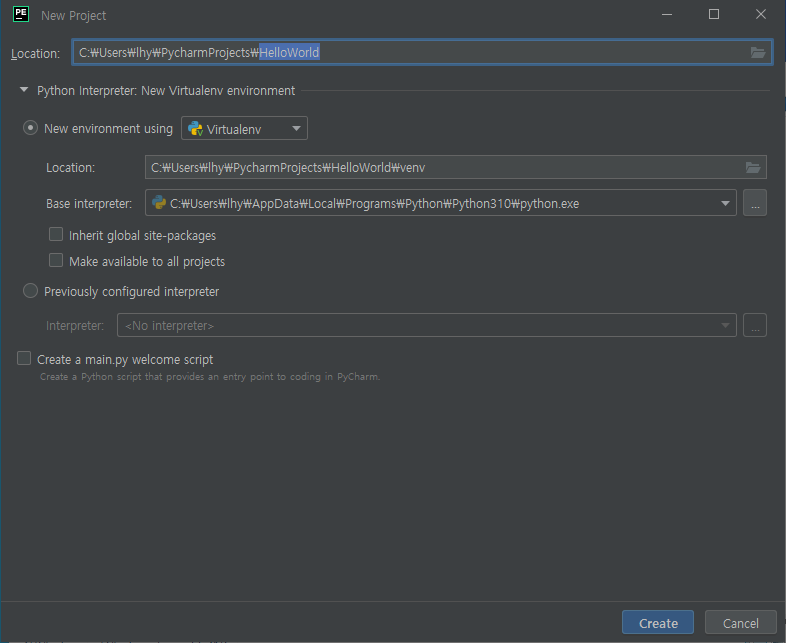 PE New Project
Location: C:₩Users₩lhy₩PycharmProjects₩HelloWorld
Python Interpreter: New Virtualenv environment
New environment using Virtualenv
Location: C:₩Users₩lhy₩PycharmProjects₩HelloWorld₩venv
Base interpreter: C:₩Users₩lhy₩AppData₩Local₩Programs₩Python₩Python310₩python.exe ...
Inherit global site-packages
Make available to all projects
Previously configured interpreter
Interpreter: <No interpreter> ...
Create a main.py welcome script
Create a Python script that provides an entry point to coding in PyCharm.
Create Cancel